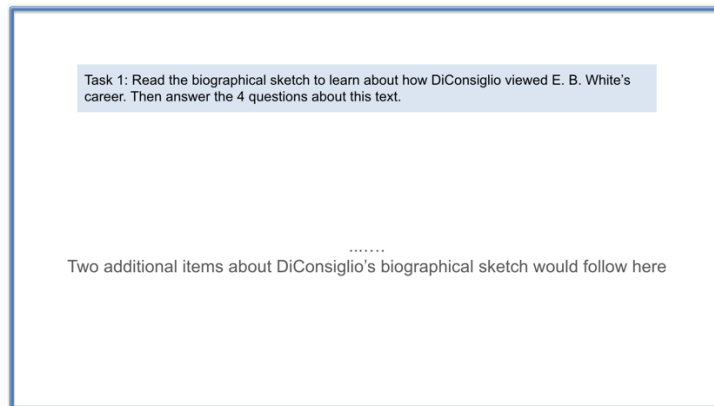 Task 1: Read the biographical sketch to learn about how DiConsiglio viewed E. B. White’s
career. Then answer the 4 questions about this text.
...….
Two additional items about DiConsiglio’s biographical sketch would follow here